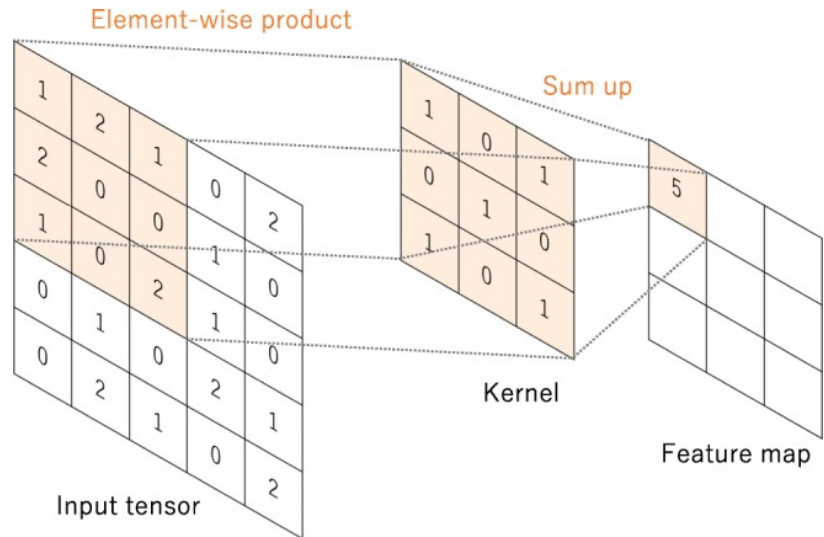 Element-wise product
Sum up
1 2 1 0 2
2 0 0 1 0
1 0 2 1 0
0 1 0 2 1
0 2 1 0 2
Input tensor
1 0 1
0 1 0
1 0 1
Kernel
5
Feature map